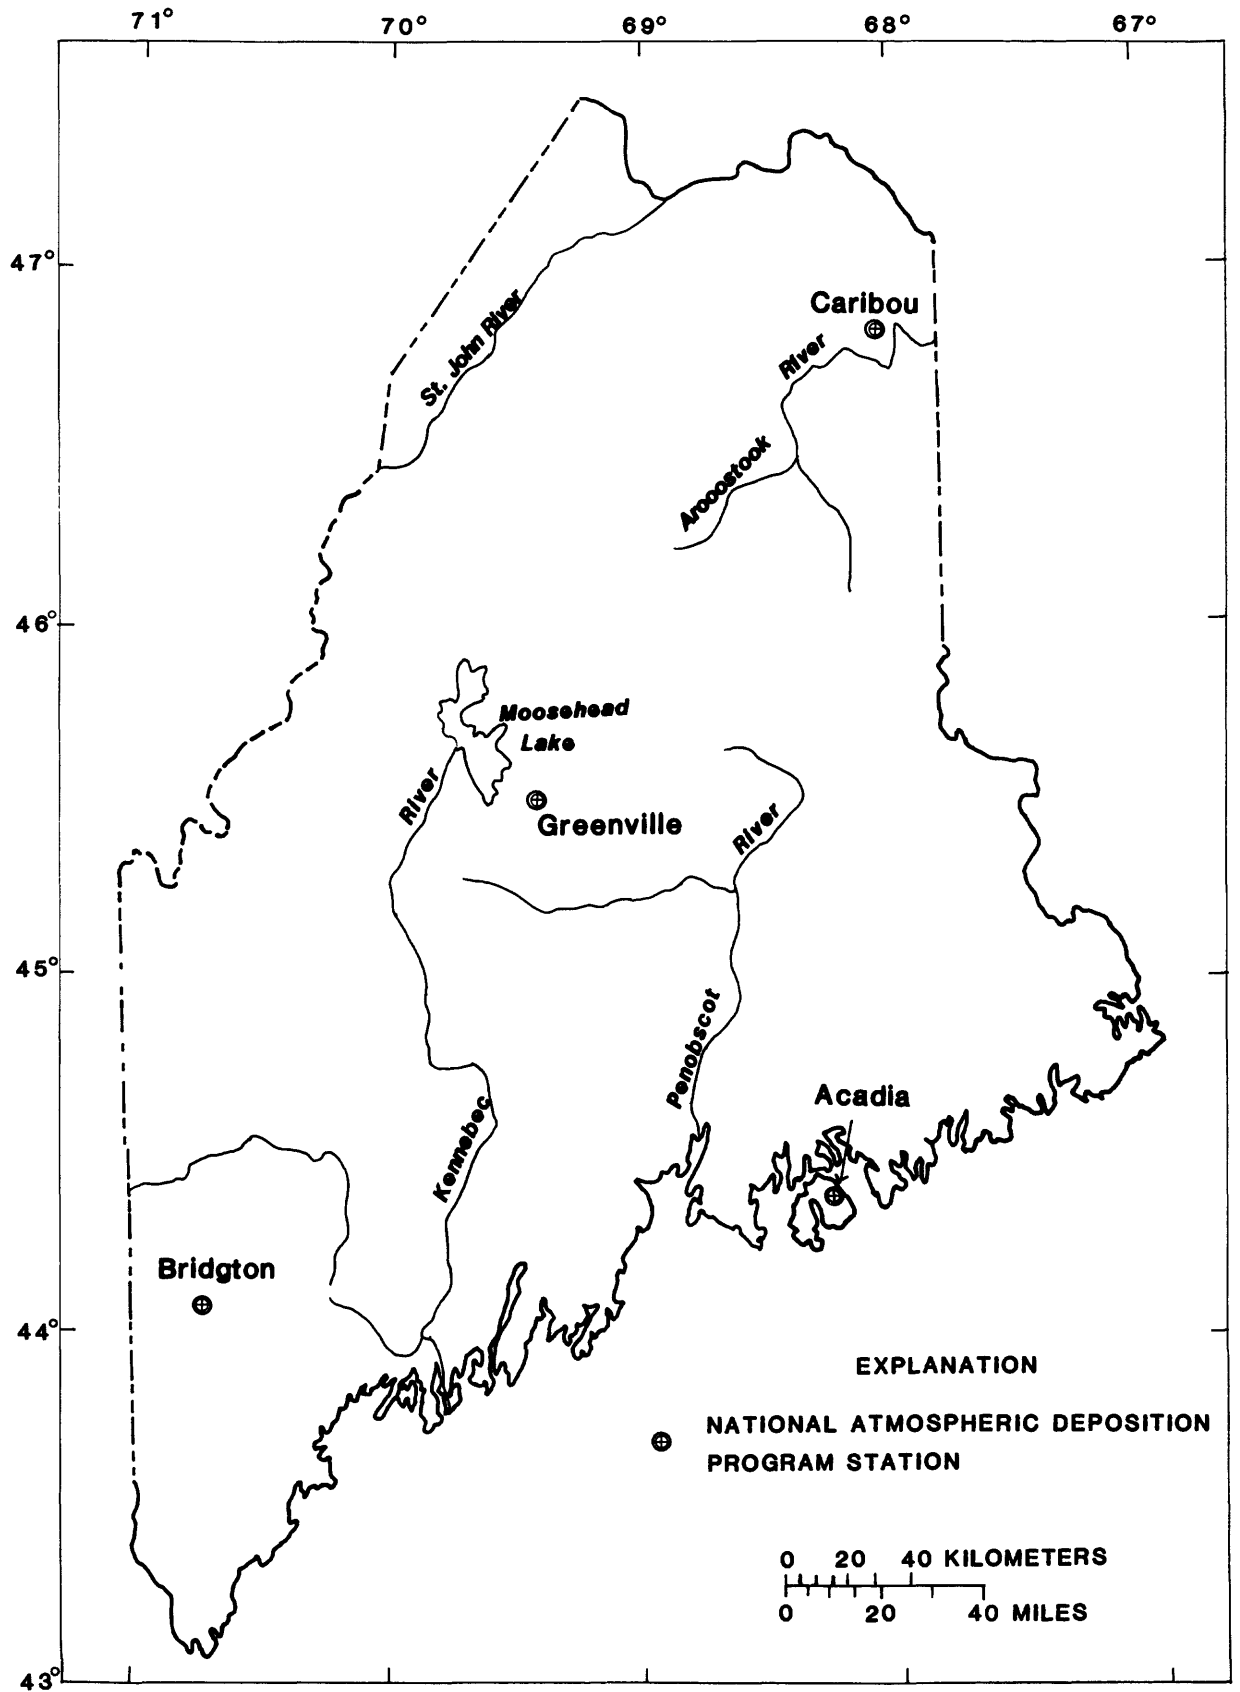 71° 70° 69° 68° 67°
47°
Caribou
St. John River
River
Arooostook
46°
Moosehead
Lake
River
Greenville
River
45°
Penobscot
Acadia
Kennebec
Bridgton
44°
EXPLANATION
NATIONAL ATMOSPHERIC DEPOSITION
PROGRAM STATION
0 20 40 KILOMETERS
0 20 40 MILES
43°